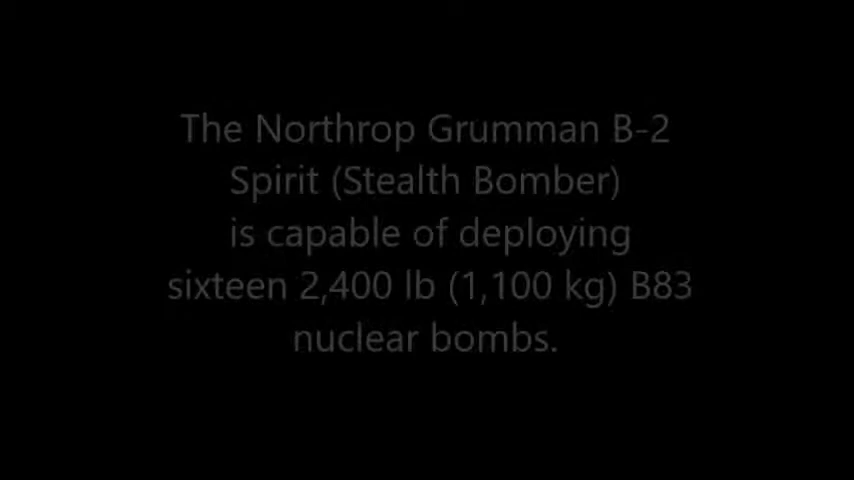 The Northrop Grumman B-2
Spirit (Stealth Bomber)
is capable of deploying
sixteen 2,400 lb (1,100 kg) B83
nuclear bombs.